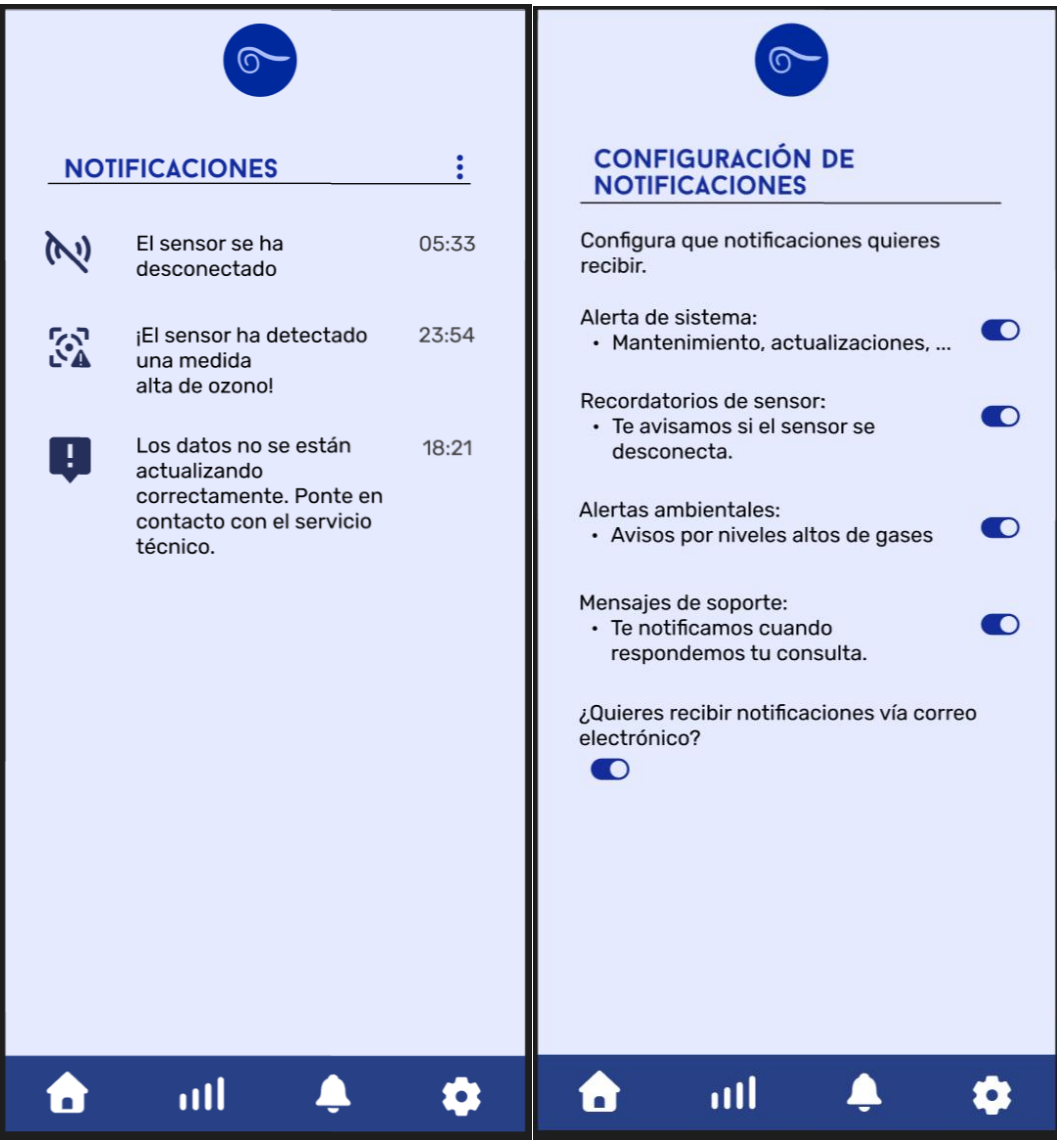 NOTIFICACIONES
El sensor se ha
desconectado
05:33
¡El sensor ha detectado
una medida
alta de ozono!
23:54
Los datos no se están
actualizando
correctamente. Ponte en
contacto con el servicio
técnico.
18:21
CONFIGURACIÓN DE
NOTIFICACIONES
Configura que notificaciones quieres
recibir.
Alerta de sistema:
• Mantenimiento, actualizaciones, ...
Recordatorios de sensor:
• Te avisamos si el sensor se
desconecta.
Alertas ambientales:
• Avisos por niveles altos de gases
Mensajes de soporte:
• Te notificamos cuando
respondemos tu consulta.
¿Quieres recibir notificaciones vía correo
electrónico?